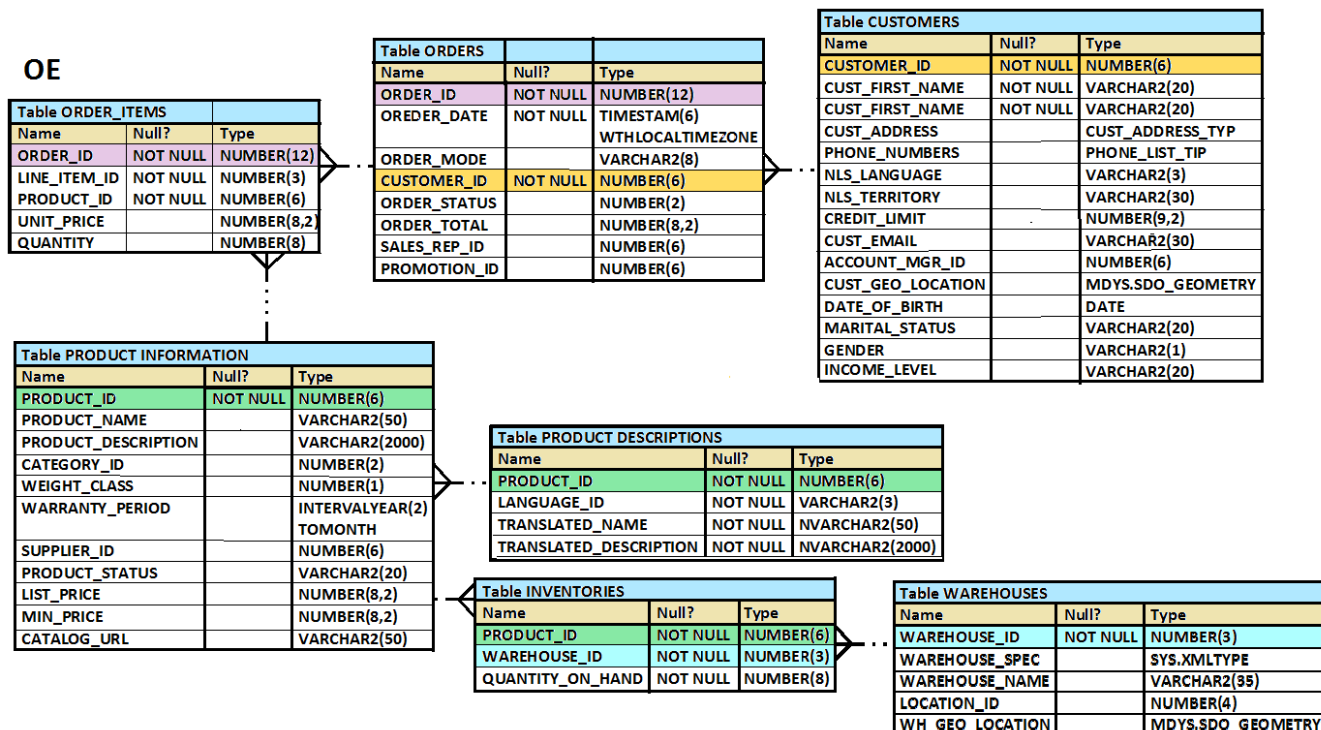 OE
Table ORDER_ITEMS
Name Null? Type
ORDER_ID NOT NULL NUMBER(12)
LINE_ITEM_ID NOT NULL NUMBER(3)
PRODUCT_ID NOT NULL NUMBER(6)
UNIT_PRICE NUMBER(8,2)
QUANTITY NUMBER(8)
Table ORDERS
Name Null? Type
ORDER_ID NOT NULL NUMBER(12)
OREDER_DATE NOT NULL TIMESTAM(6)
WTHLOCALTIMEZONE
ORDER_MODE VARCHAR2(8)
CUSTOMER_ID NOT NULL NUMBER(6)
ORDER_STATUS NUMBER(2)
ORDER_TOTAL NUMBER(8,2)
SALES_REP_ID NUMBER(6)
PROMOTION_ID NUMBER(6)
Table CUSTOMERS
Name Null? Type
CUSTOMER_ID NOT NULL NUMBER(6)
CUST_FIRST_NAME NOT NULL VARCHAR2(20)
CUST_FIRST_NAME NOT NULL VARCHAR2(20)
CUST_ADDRESS CUST_ADDRESS_TYP
PHONE_NUMBERS PHONE_LIST_TIP
NLS_LANGUAGE VARCHAR2(3)
NLS_TERRITORY VARCHAR2(30)
CREDIT_LIMIT NUMBER(9,2)
CUST_EMAIL VARCHAR2(30)
ACCOUNT_MGR_ID NUMBER(6)
CUST_GEO_LOCATION MDYS.SDO_GEOMETRY
DATE_OF_BIRTH DATE
MARITAL_STATUS VARCHAR2(20)
GENDER VARCHAR2(1)
INCOME_LEVEL VARCHAR2(20)
Table PRODUCT INFORMATION
Name Null? Type
PRODUCT_ID NOT NULL NUMBER(6)
PRODUCT_NAME VARCHAR2(50)
PRODUCT_DESCRIPTION VARCHAR2(2000)
CATEGORY_ID NUMBER(2)
WEIGHT_CLASS NUMBER(1)
WARRANTY_PERIOD INTERVALYEAR(2)
TOMONTH
SUPPLIER_ID NUMBER(6)
PRODUCT_STATUS VARCHAR2(20)
LIST_PRICE NUMBER(8,2)
MIN_PRICE NUMBER(8,2)
CATALOG_URL VARCHAR2(50)
Table PRODUCT DESCRIPTIONS
Name Null? Type
PRODUCT_ID NOT NULL NUMBER(6)
LANGUAGE_ID NOT NULL VARCHAR2(3)
TRANSLATED_NAME NOT NULL NVARCHAR2(50)
TRANSLATED_DESCRIPTION NOT NULL NVARCHAR2(2000)
Table INVENTORIES
Name Null? Type
PRODUCT_ID NOT NULL NUMBER(6)
WAREHOUSE_ID NOT NULL NUMBER(3)
QUANTITY_ON_HAND NOT NULL NUMBER(8)
Table WAREHOUSES
Name Null? Type
WAREHOUSE_ID NOT NULL NUMBER(3)
WAREHOUSE_SPEC SYS.XMLTYPE
WAREHOUSE_NAME VARCHAR2(35)
LOCATION_ID NUMBER(4)
WH_GEO_LOCATION MDYS.SDO_GEOMETRY